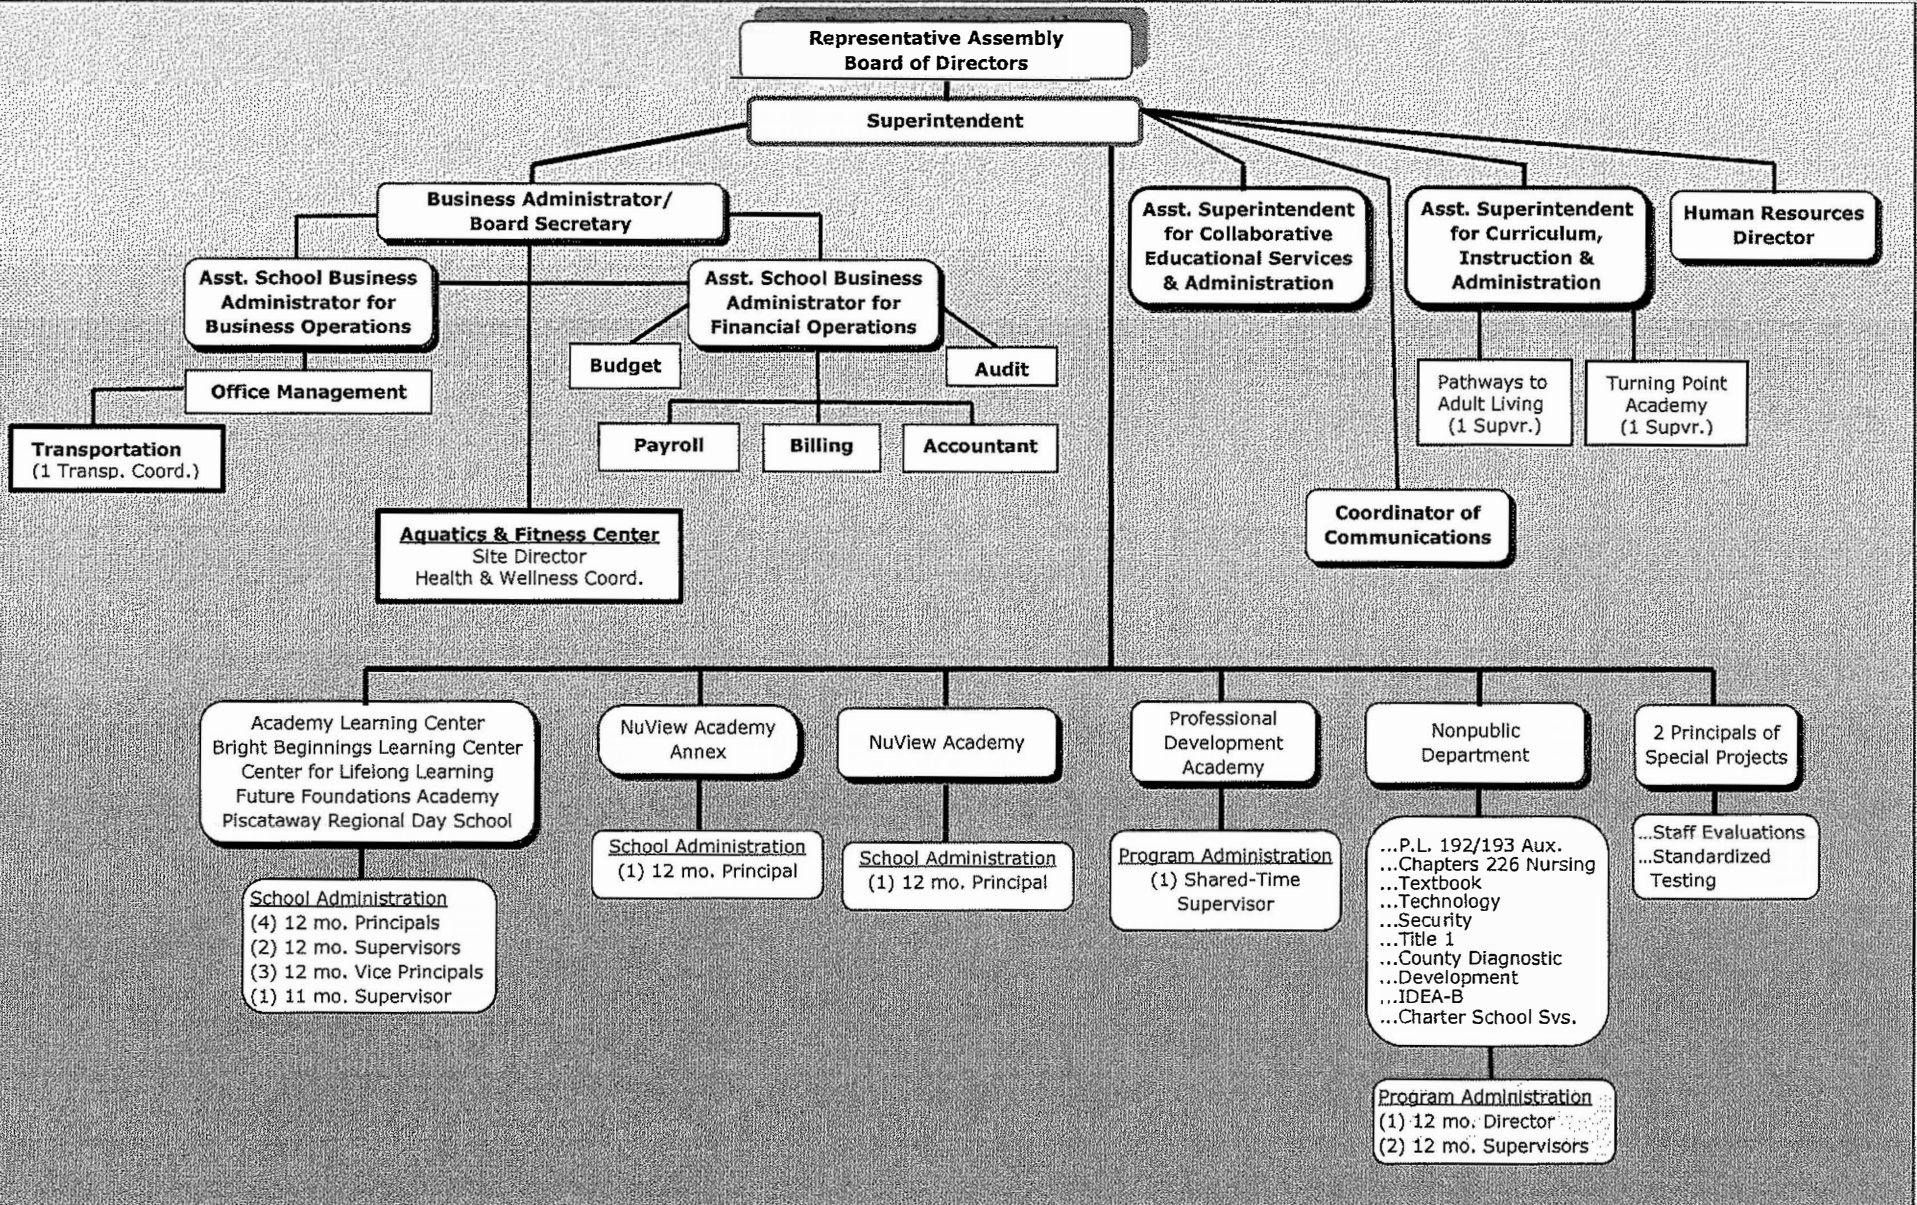 Representative Assembly
Board of Directors
Superintendent
Business Administrator/
Board Secretary
Asst. School Business
Administrator for
Business Operations
Asst. School Business
Administrator for
Financial Operations
Office Management
Transportation
(1 Transp. Coord.)
Budget
Audit
Payroll
Billing
Accountant
Aquatics & Fitness Center
Site Director
Health & Wellness Coord.
Asst. Superintendent
for Collaborative
Educational Services
& Administration
Asst. Superintendent
for Curriculum,
Instruction &
Administration
Human Resources
Director
Pathways to
Adult Living
(1 Supvr.)
Turning Point
Academy
(1 Supvr.)
Coordinator of
Communications
Academy Learning Center
Bright Beginnings Learning Center
Center for Lifelong Learning
Future Foundations Academy
Piscataway Regional Day School
School Administration
(4) 12 mo. Principals
(2) 12 mo. Supervisors
(3) 12 mo. Vice Principals
(1) 11 mo. Supervisor
NuView Academy
Annex
School Administration
(1) 12 mo. Principal
NuView Academy
School Administration
(1) 12 mo. Principal
Professional
Development
Academy
Program Administration
(1) Shared-Time
Supervisor
Nonpublic
Department
...P.L. 192/193 Aux.
...Chapters 226 Nursing
...Textbook
...Technology
...Security
...Title 1
...County Diagnostic
...Development
...IDEA-B
...Charter School Svs.
Program Administration
(1) 12 mo. Director
(2) 12 mo. Supervisors
2 Principals of
Special Projects
...Staff Evaluations
...Standardized
Testing